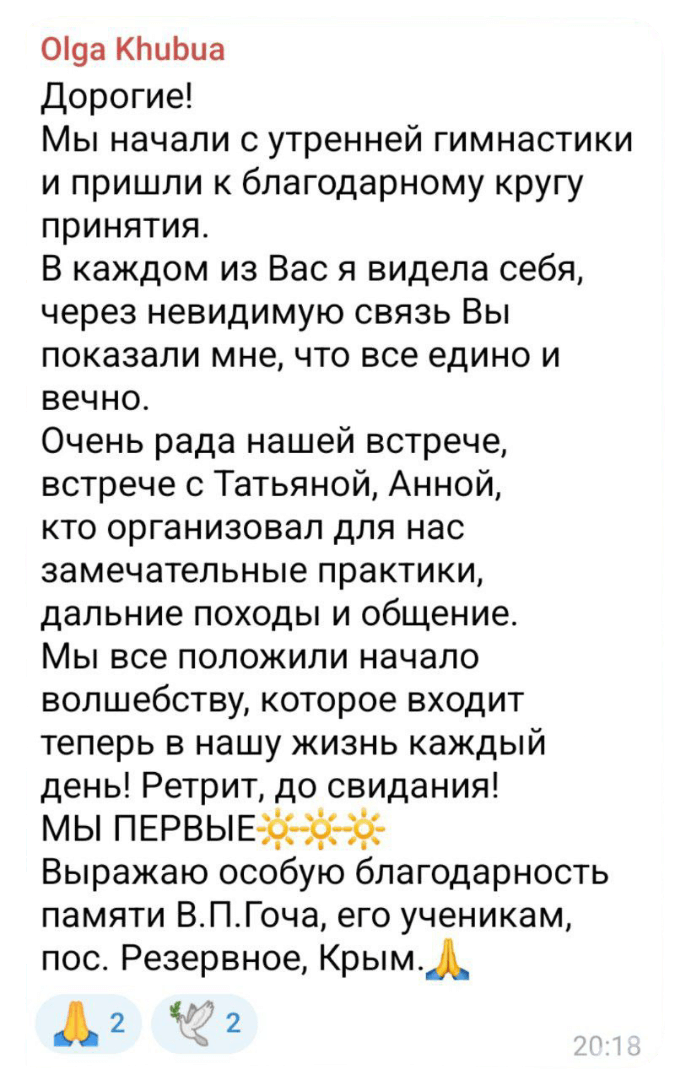 Olga Khubua
Дорогие!
Мы начали с утренней гимнастики
и пришли к благодарному кругу
принятия.
В каждом из Вас я видела себя,
через невидимую связь Вы
показали мне, что все едино и
вечно.
Очень рада нашей встрече,
встрече с Татьяной, Анной,
кто организовал для нас
замечательные практики,
дальние походы и общение.
Мы все положили начало
волшебству, которое входит
теперь в нашу жизнь каждый
день! Ретрит, до свидания!
МЫ ПЕРВЫЕ🔆🔆🔆
Выражаю особую благодарность
памяти В.П.Гоча, его ученикам,
пос. Резервное, Крым.🙏
🙏 2 🕊 2
20:18